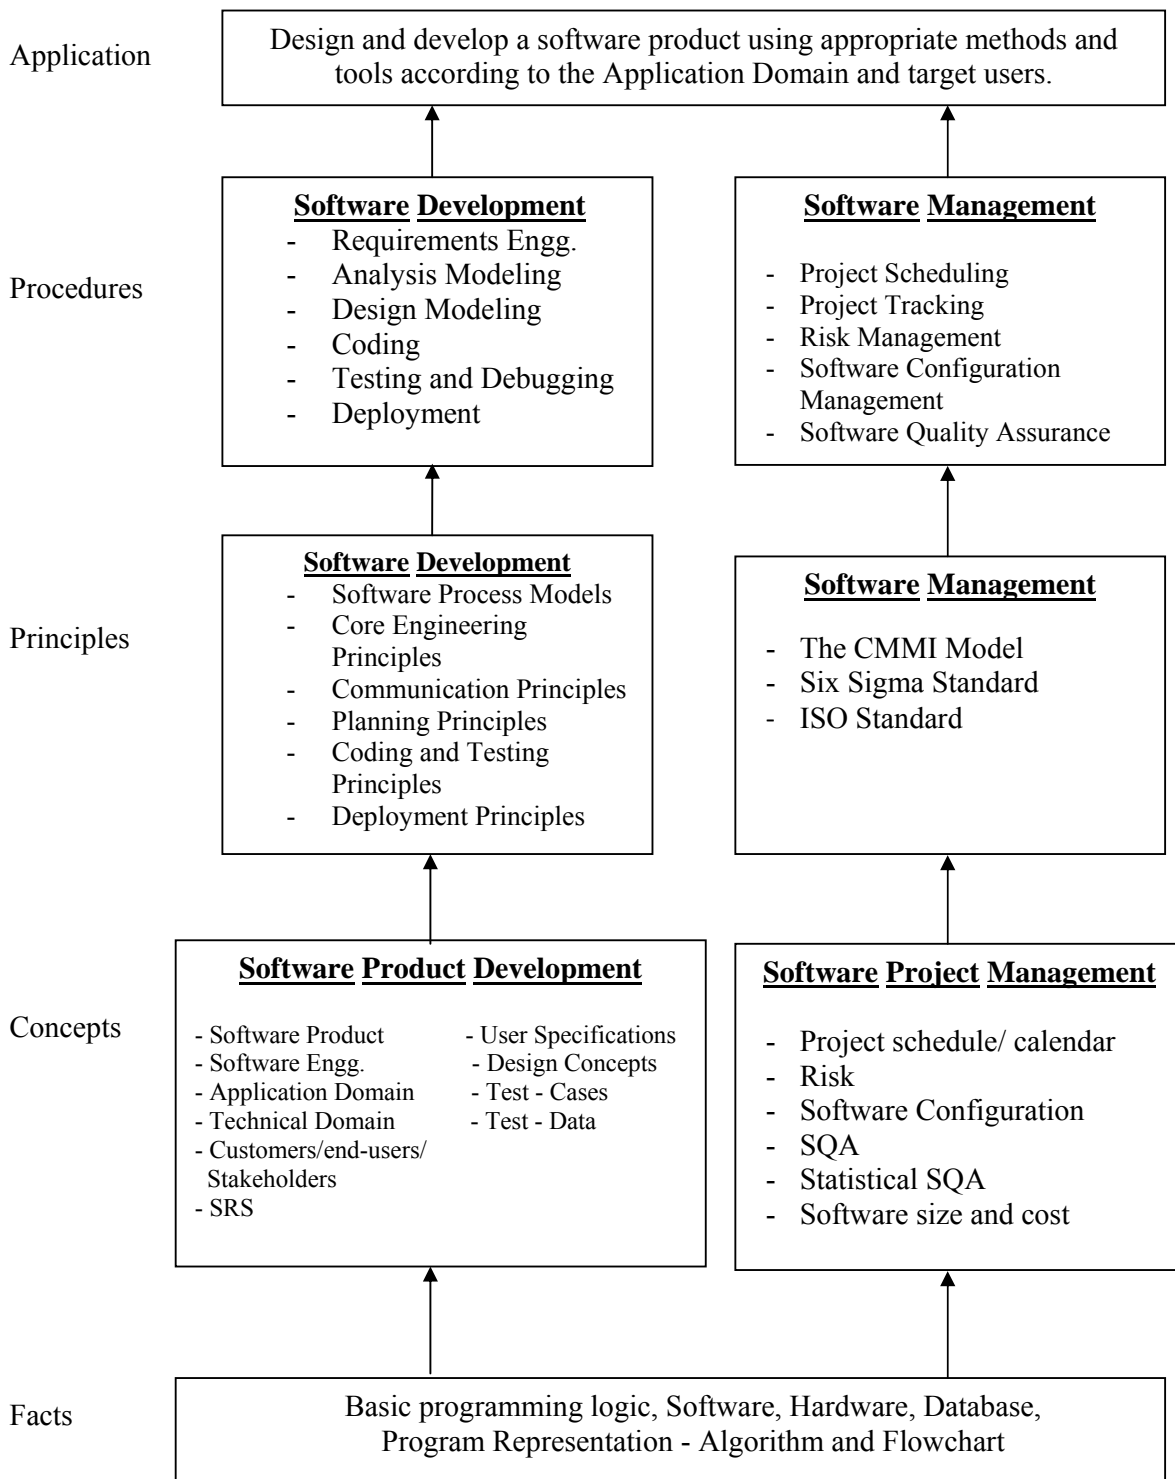 Application
Design and develop a software product using appropriate methods and
tools according to the Application Domain and target users.
Procedures
Software Development
- Requirements Engg.
- Analysis Modeling
- Design Modeling
- Coding
- Testing and Debugging
- Deployment
Software Management
- Project Scheduling
- Project Tracking
- Risk Management
- Software Configuration
Management
- Software Quality Assurance
Principles
Software Development
- Software Process Models
- Core Engineering
Principles
- Communication Principles
- Planning Principles
- Coding and Testing
Principles
- Deployment Principles
Software Management
- The CMMI Model
- Six Sigma Standard
- ISO Standard
Concepts
Software Product Development
- Software Product
- Software Engg.
- Application Domain
- Technical Domain
- Customers/end-users/
Stakeholders
- SRS
- User Specifications
- Design Concepts
- Test - Cases
- Test - Data
Software Project Management
- Project schedule/ calendar
- Risk
- Software Configuration
- SQA
- Statistical SQA
- Software size and cost
Facts
Basic programming logic, Software, Hardware, Database,
Program Representation - Algorithm and Flowchart